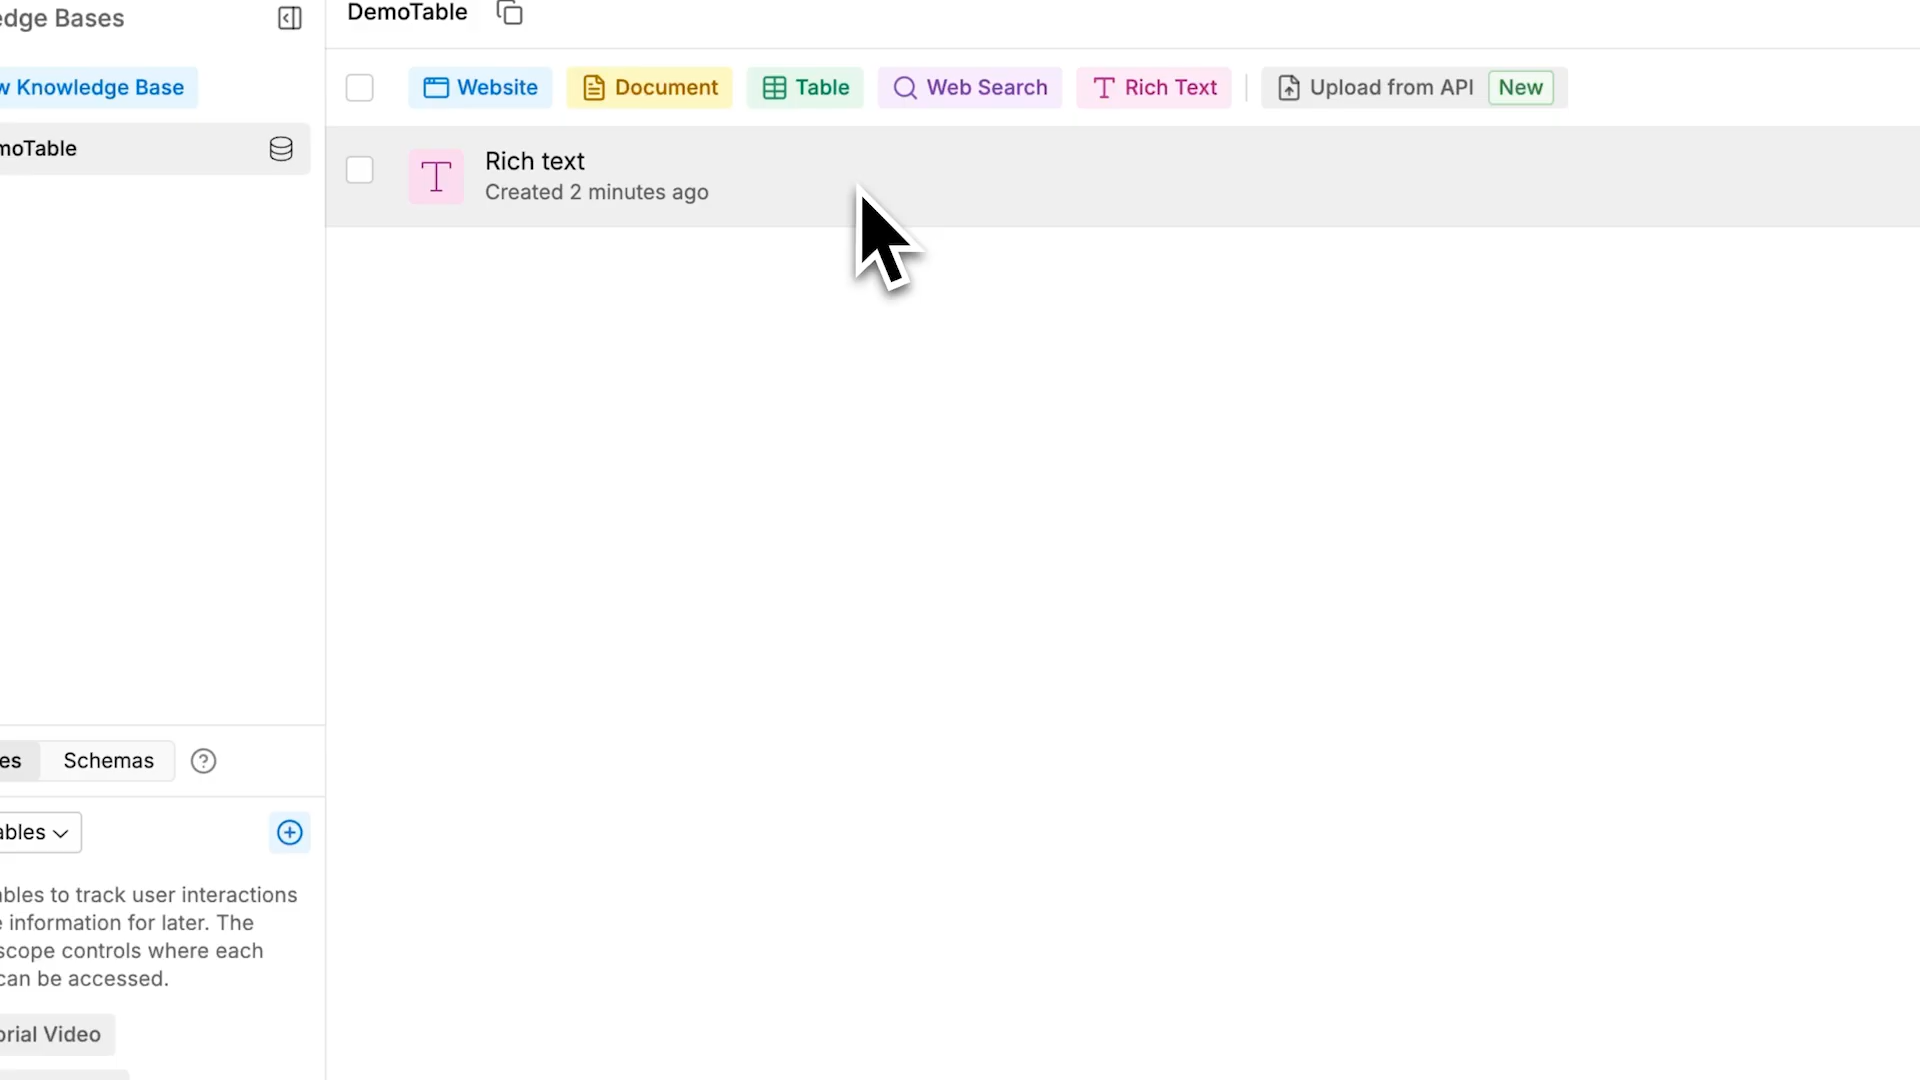 edge Bases
DemoTable
w Knowledge Base
Website
Document
Table
Web Search
Rich Text
Upload from API
New
moTable
Rich text
Created 2 minutes ago
es
Schemas
ables
ables to track user interactions
e information for later. The
scope controls where each
can be accessed.
orial Video